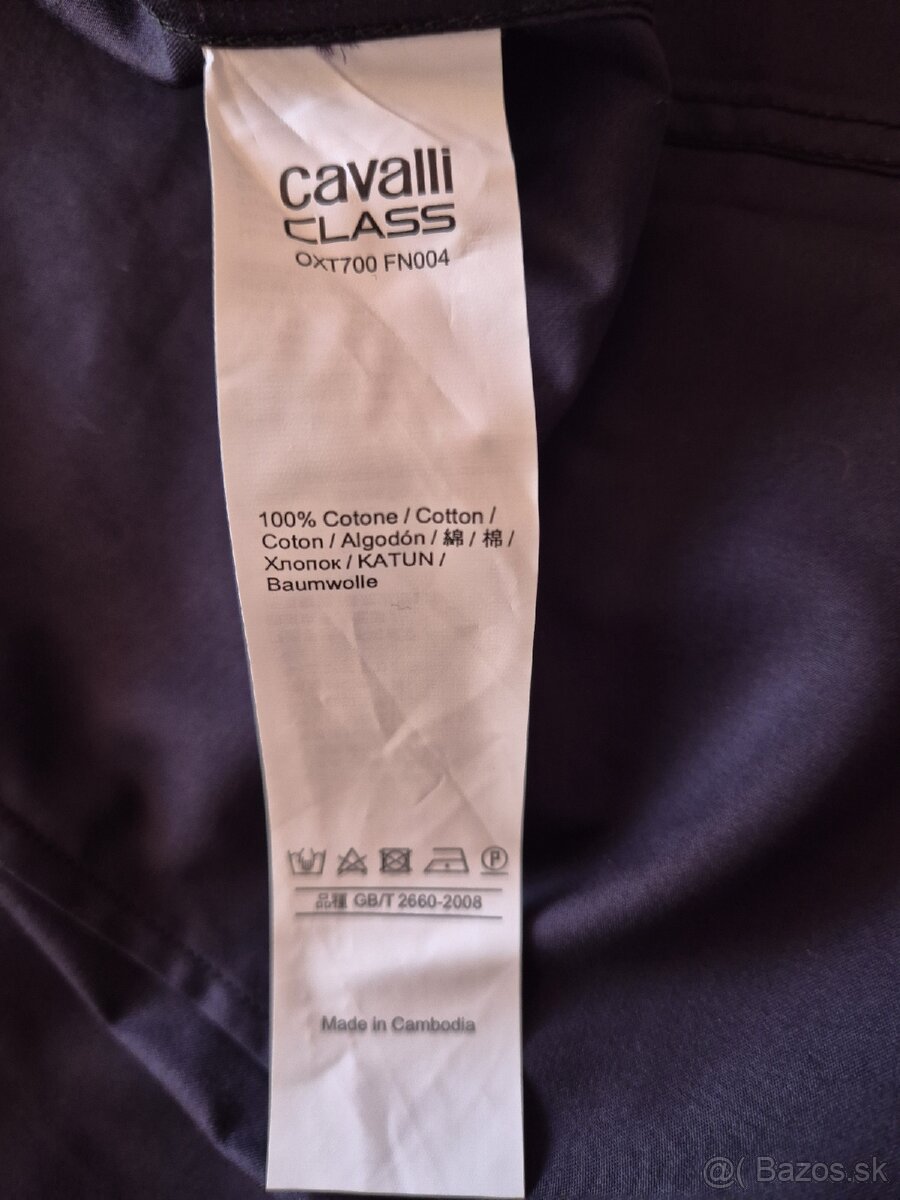 cavalli
CLASS
OXT700 FN004
100% Cotone / Cotton /
Coton / Algodón / 綿 / 棉 /
Хлопок / KATUN /
Baumwolle
P
品種 GB/T 2660-2008
Made in Cambodia
@( Bazos.sk